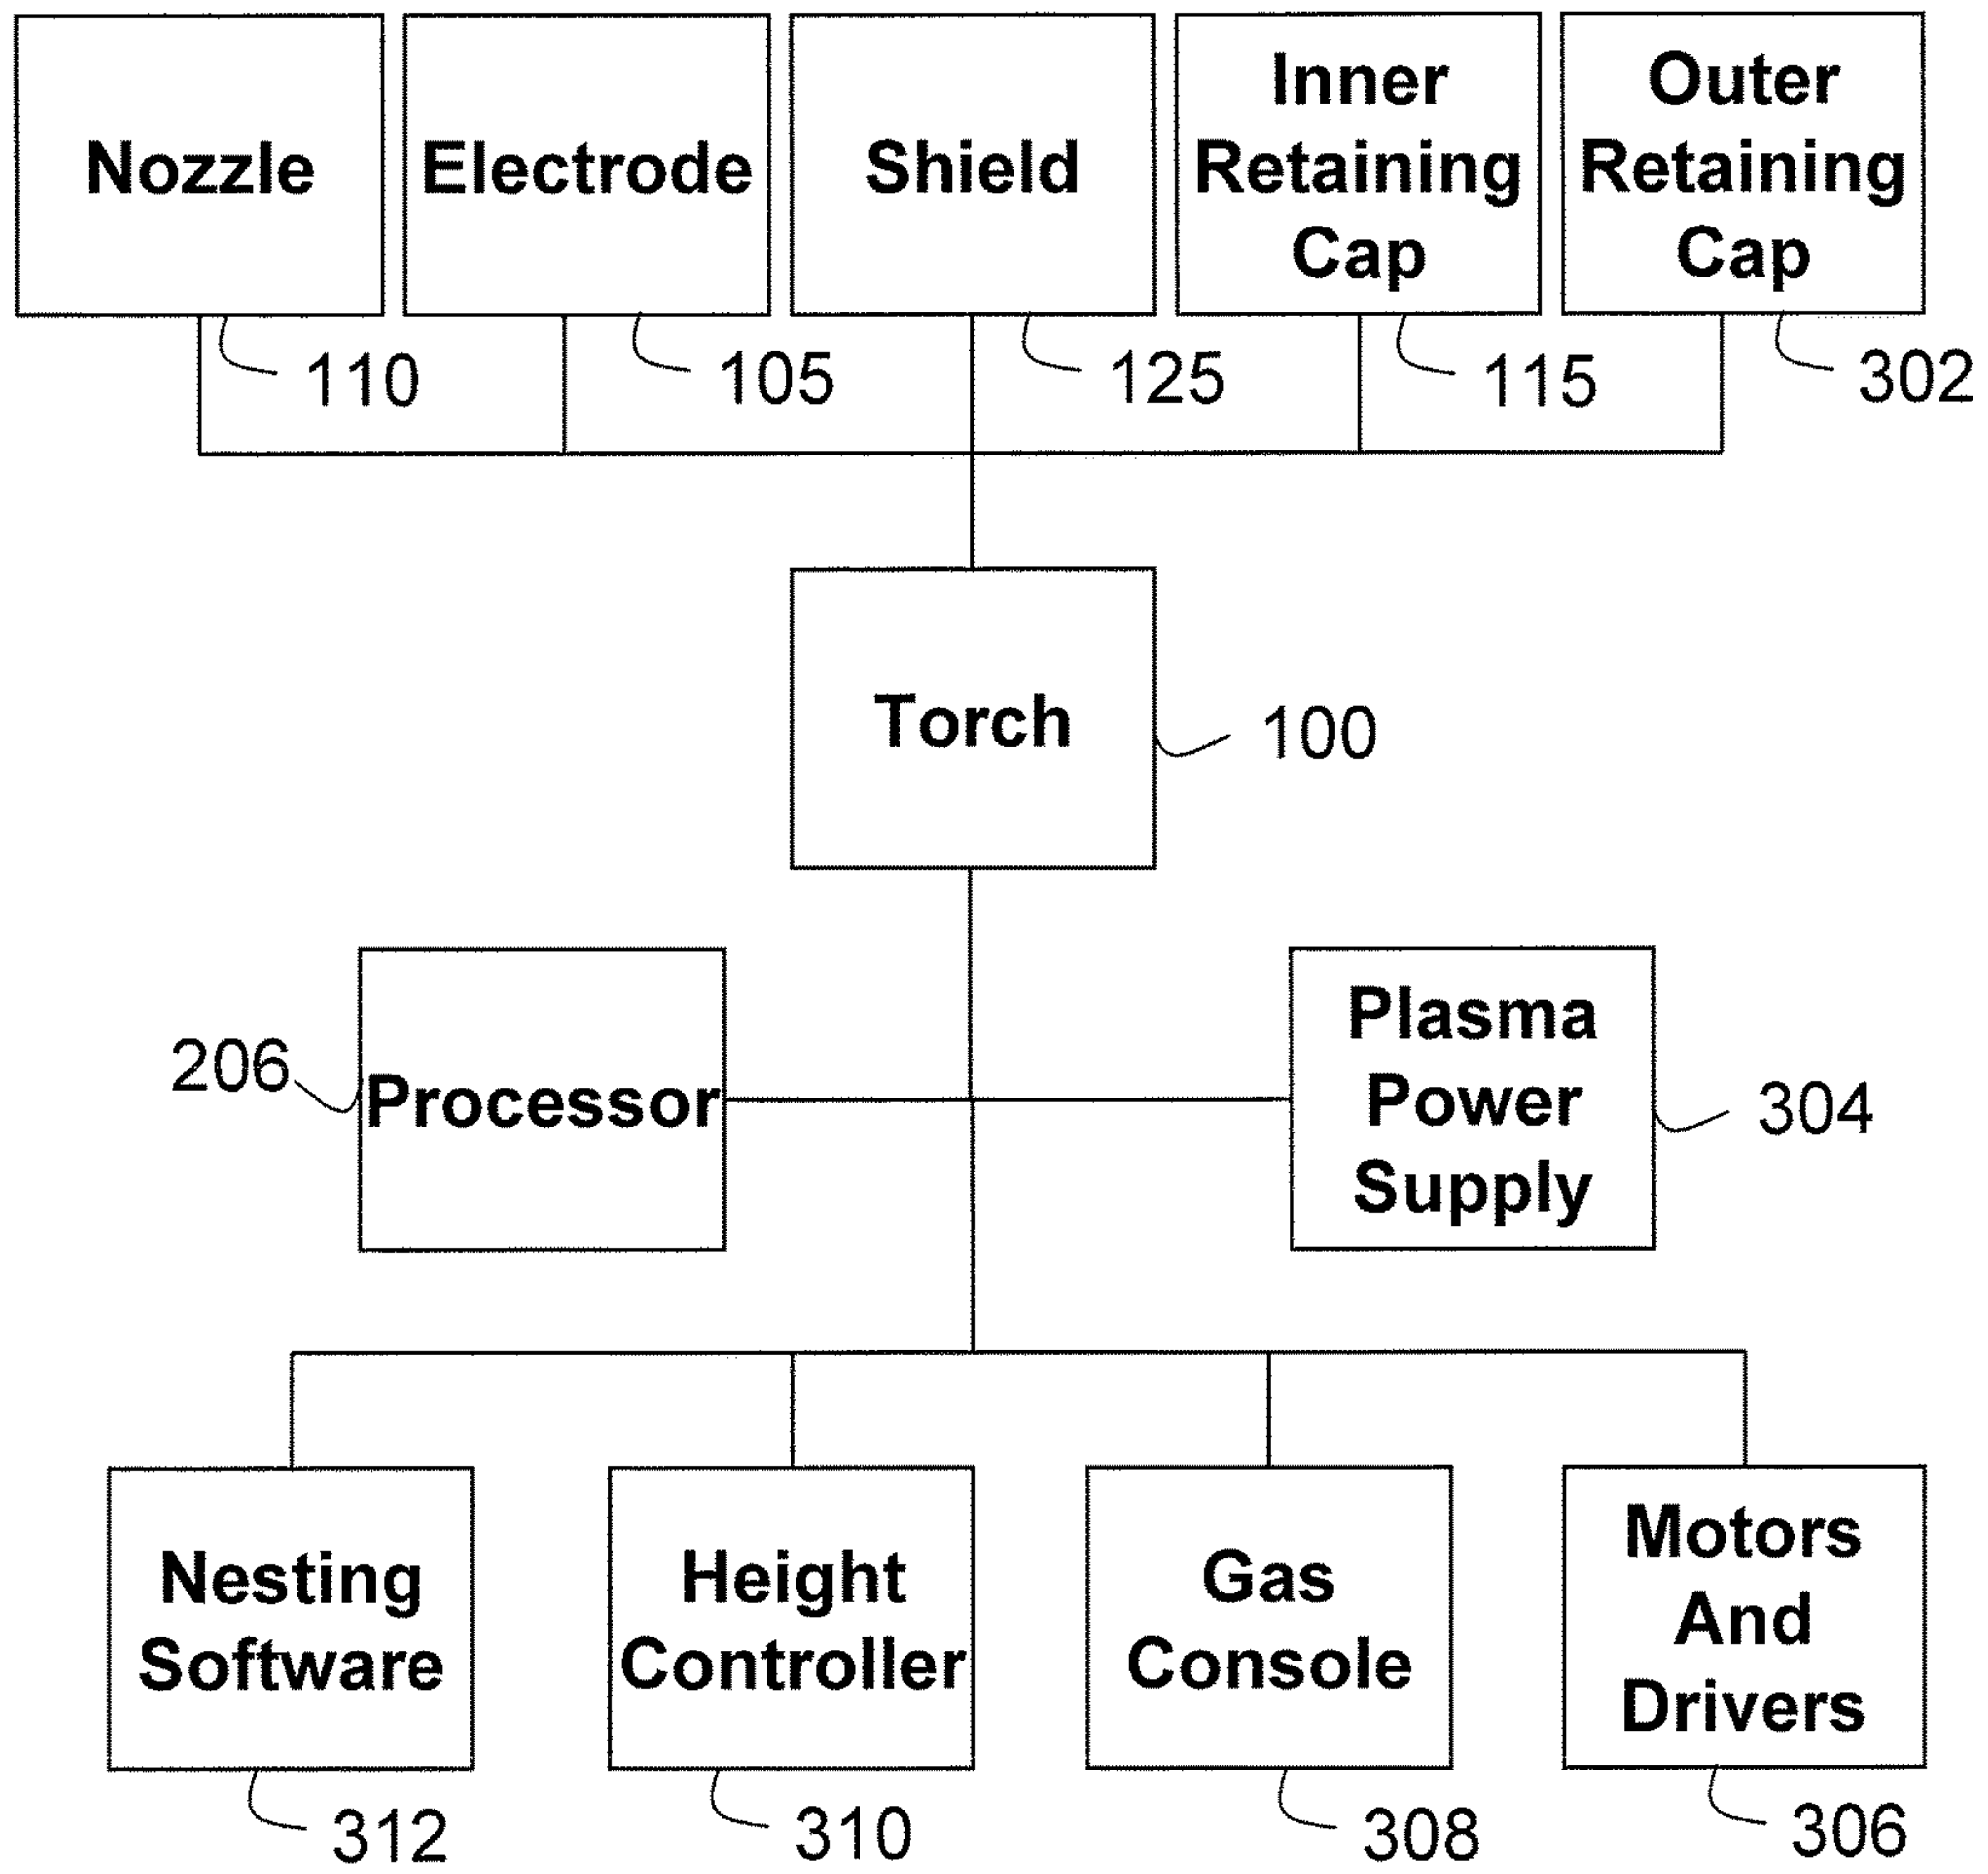 Nozzle
Electrode
Shield
Inner
Retaining
Cap
Outer
Retaining
Cap
110
105
125
115
302
Torch
100
206
Processor
Plasma
Power
Supply
304
Nesting
Software
Height
Controller
Gas
Console
Motors
And
Drivers
312
310
308
306